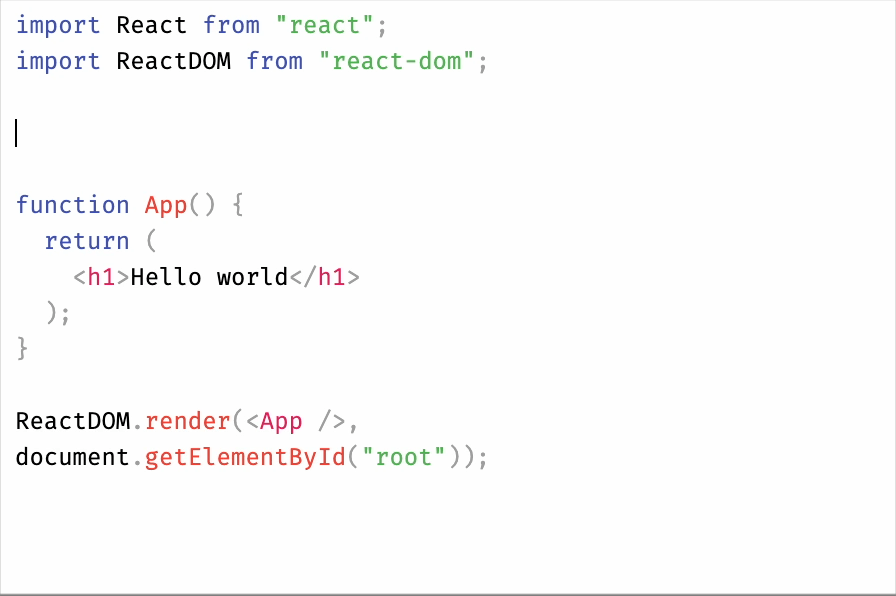 import React from "react";
import ReactDOM from "react-dom";
function App() {
  return (
    <h1>Hello world</h1>
  );
}
ReactDOM.render(<App />,
document.getElementById("root"));